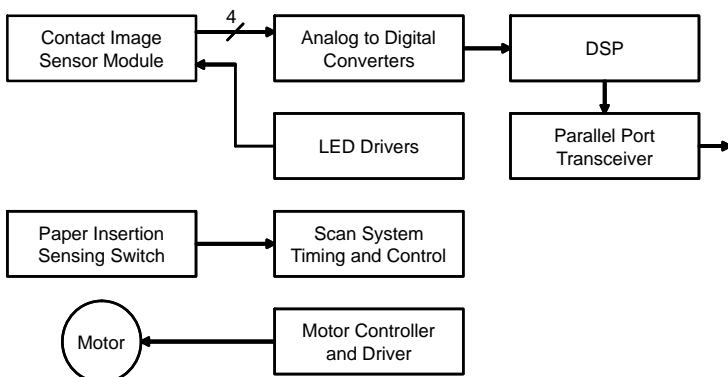 4
Contact Image
Sensor Module
Analog to Digital
Converters
DSP
LED Drivers
Parallel Port
Transceiver
Paper Insertion
Sensing Switch
Scan System
Timing and Control
Motor
Motor Controller
and Driver